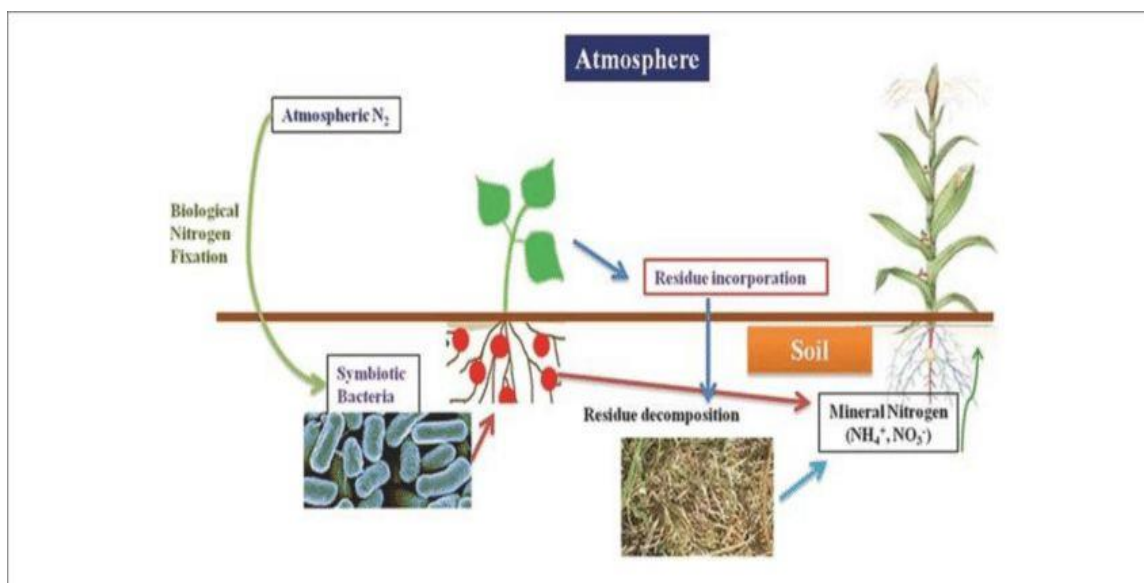 Atmosphere
Atmospheric N₂
Biological
Nitrogen
Fixation
Residue incorporation
Soil
Symbiotic
Bacteria
Residue decomposition
Mineral Nitrogen
(NH₄⁺, NO₃⁻)